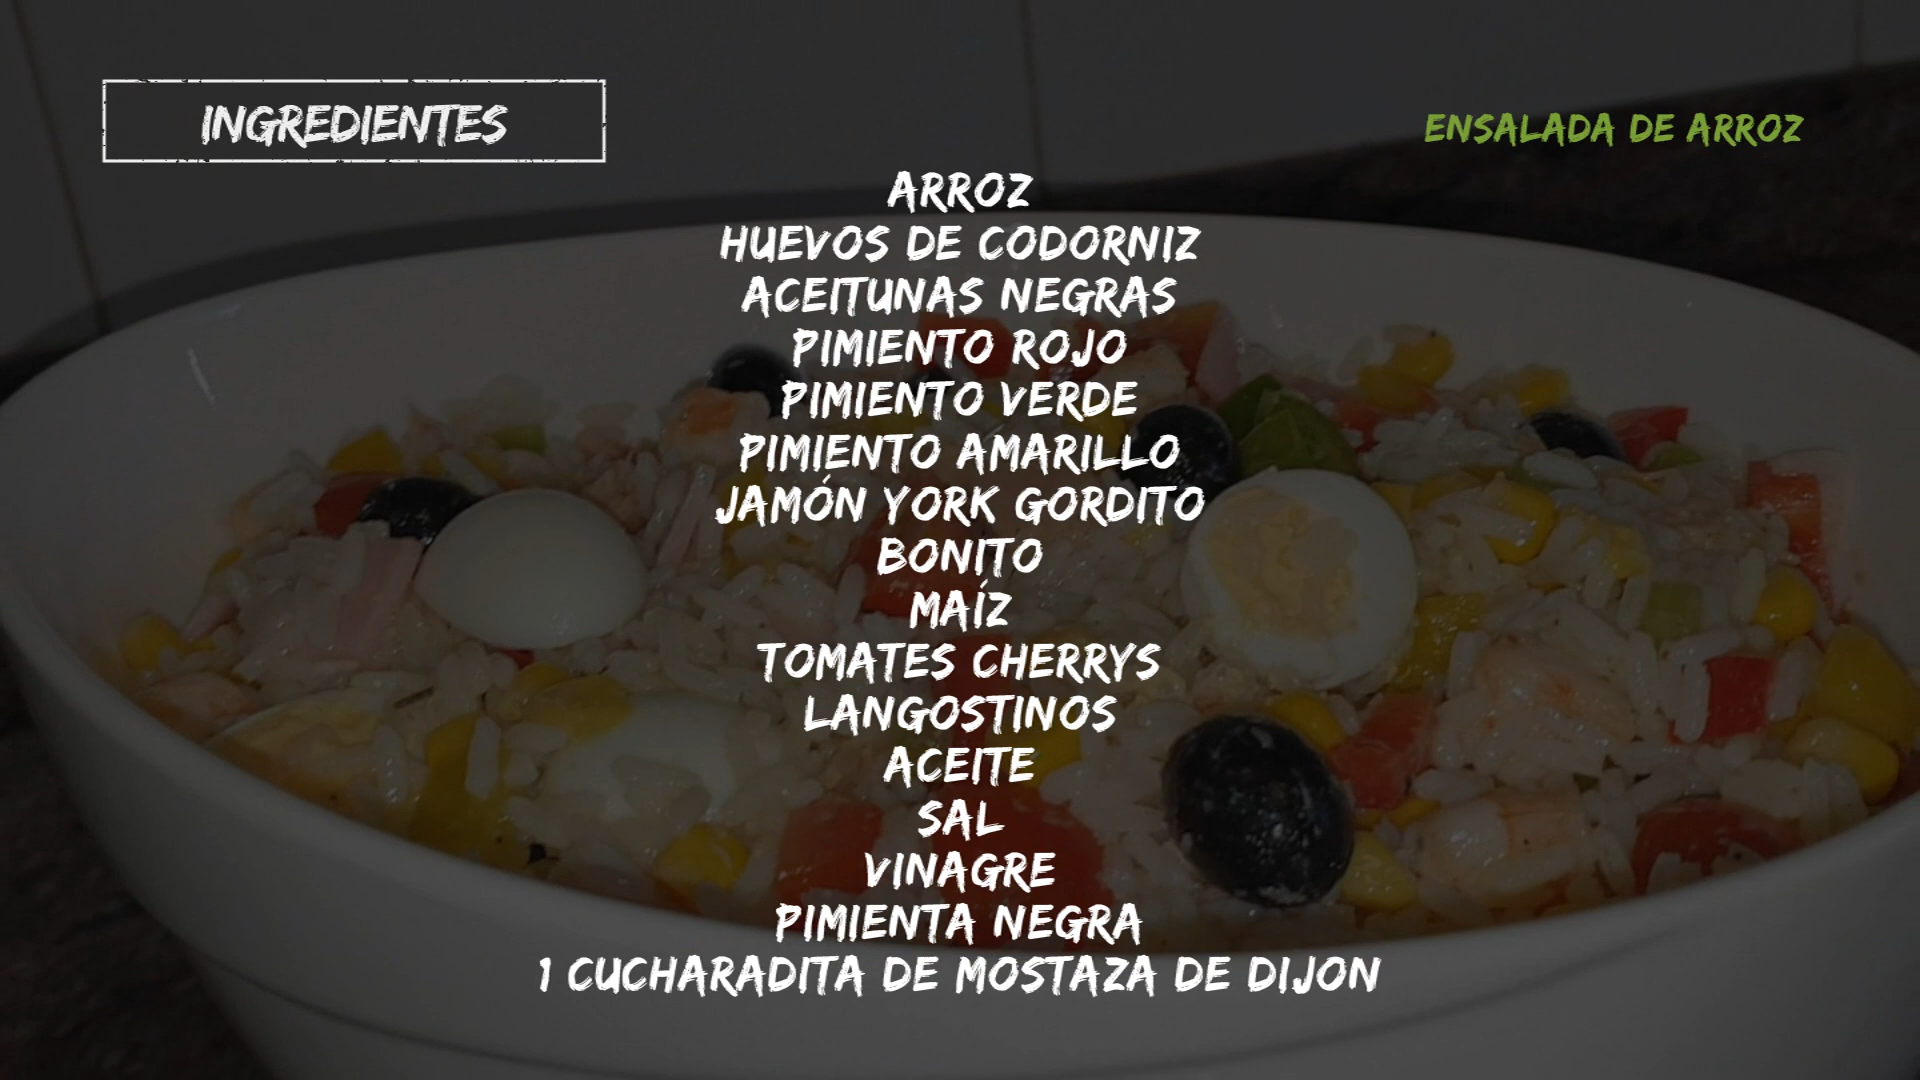 INGREDIENTES
ENSALADA DE ARROZ
ARROZ
HUEVOS DE CODORNIZ
ACEITUNAS NEGRAS
PIMIENTO ROJO
PIMIENTO VERDE
PIMIENTO AMARILLO
JAMÓN YORK GORDITO
BONITO
MAÍZ
TOMATES CHERRYS
LANGOSTINOS
ACEITE
SAL
VINAGRE
PIMIENTA NEGRA
1 CUCHARADITA DE MOSTAZA DE DIJON